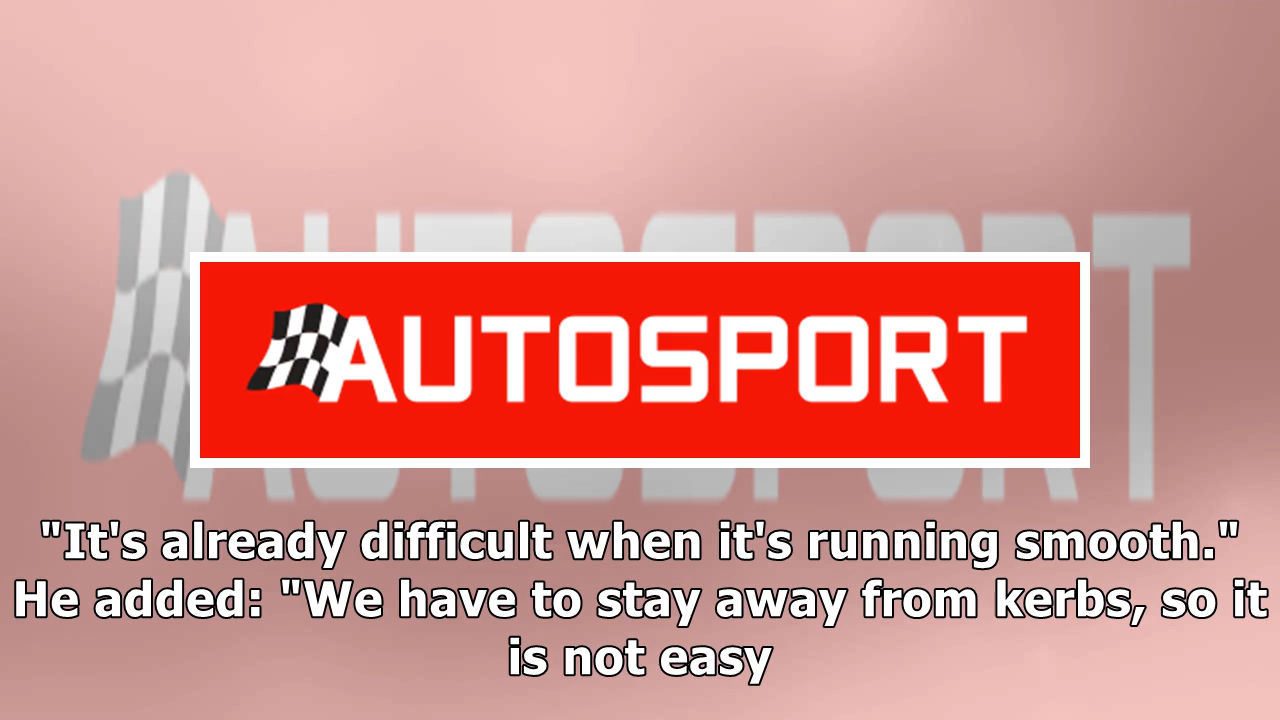 AUTOSPORT
AUTOSPORT
"It's already difficult when it's running smooth."
He added: "We have to stay away from kerbs, so it
is not easy